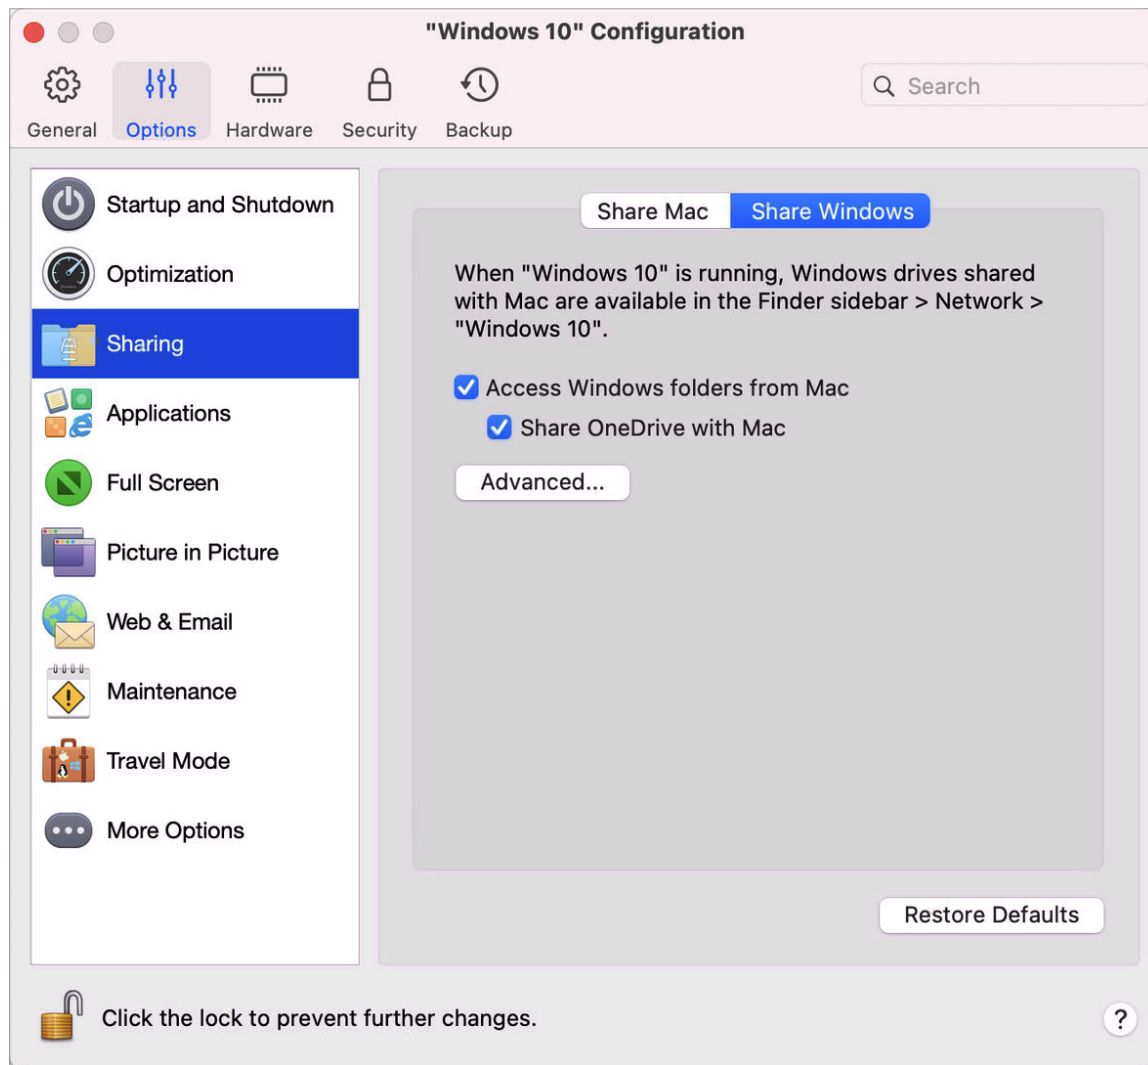 "Windows 10" Configuration
General
Options
Hardware
Security
Backup
Search
Startup and Shutdown
Optimization
Sharing
Applications
Full Screen
Picture in Picture
Web & Email
Maintenance
Travel Mode
More Options
Share Mac
Share Windows
When "Windows 10" is running, Windows drives shared
with Mac are available in the Finder sidebar > Network >
"Windows 10".
Access Windows folders from Mac
Share OneDrive with Mac
Advanced...
Restore Defaults
Click the lock to prevent further changes.
?